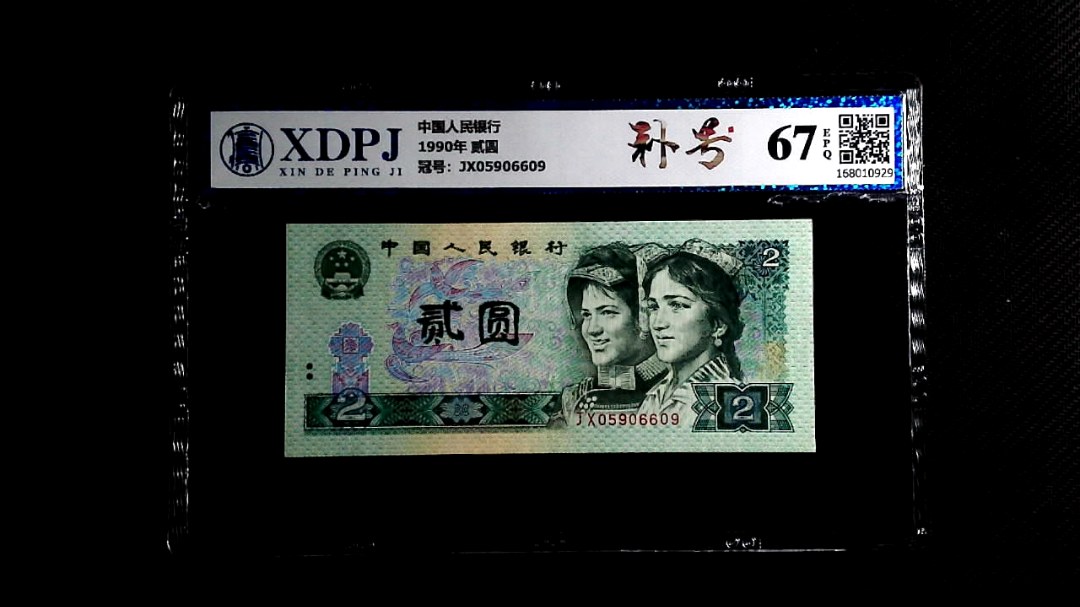 XDPJ
XIN DE PING JI
中国人民银行
1990年 贰圆
冠号：JX05906609
补号
67
EPQ
168010929
中国人民银行
2
贰圆
2
2
JX05906609